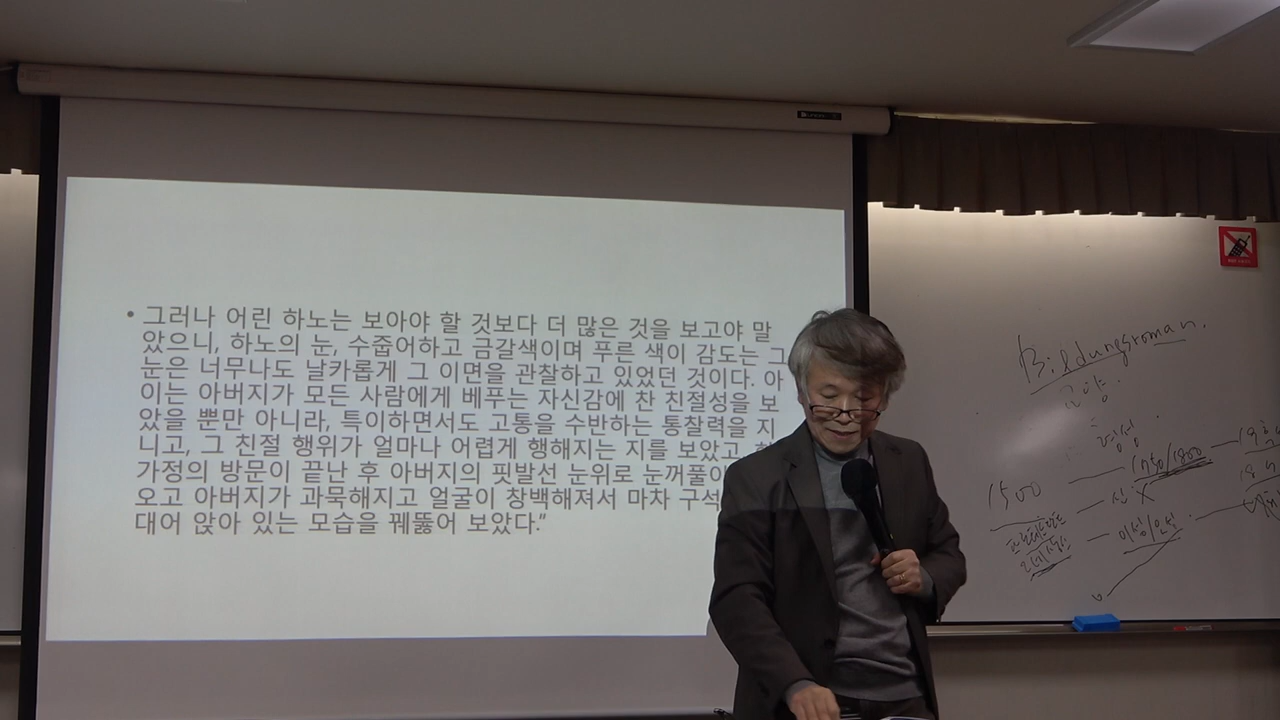 • 그러나 어린 하노는 보아야 할 것보다 더 많은 것을 보고야 말
았으니, 하노의 눈, 수줍어하고 금갈색이며 푸른 색이 감도는 그
눈은 너무나도 날카롭게 그 이면을 관찰하고 있었던 것이다. 아
이는 아버지가 모든 사람에게 베푸는 자신감에 찬 친절성을 보
았을 뿐만 아니라, 특이하면서도 고통을 수반하는 통찰력을 지
니고, 그 친절 행위가 얼마나 어렵게 행해지는 지를 보았고,
가정의 방문이 끝난 후 아버지의 핏발선 눈위로 눈꺼풀이
오고 아버지가 과묵해지고 얼굴이 창백해져서 마차 구석
대어 앉아 있는 모습을 꿰뚫어 보았다.”
Bildungsroman.
교양
형성
1500 — 1750/1800
신 X
이성/인식